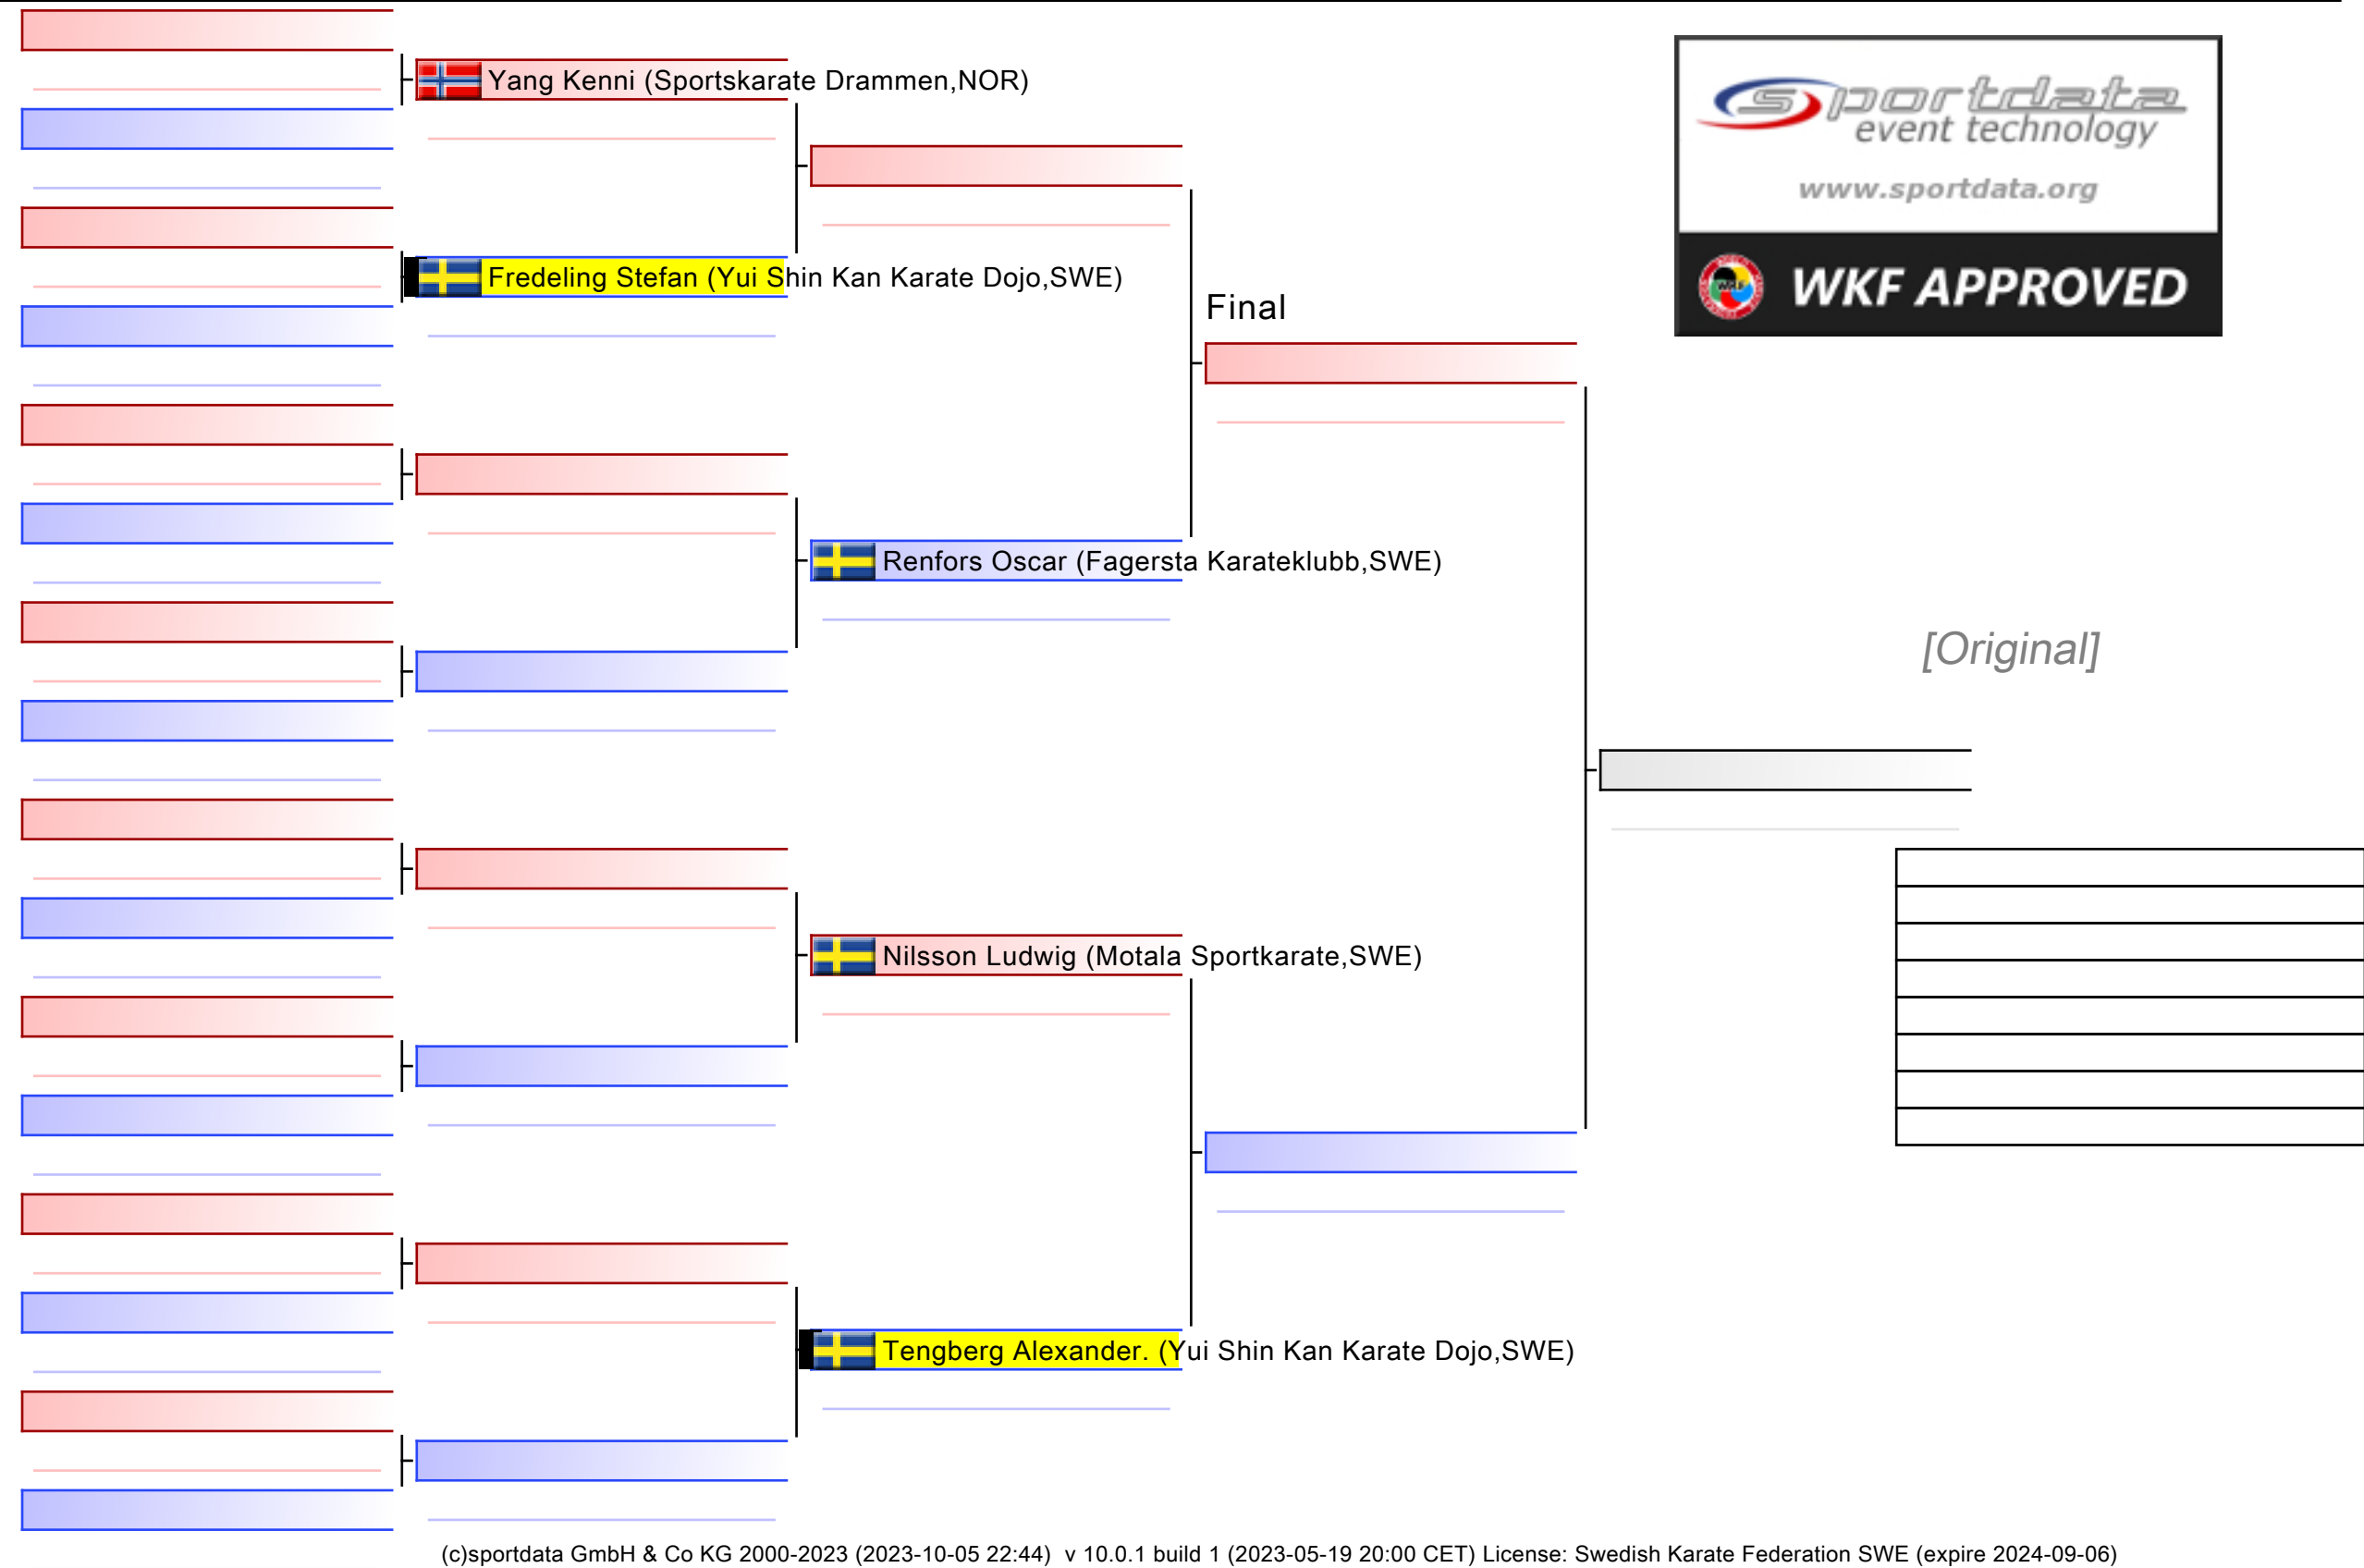 Yang Kenni (Sportskarate Drammen,NOR)
sportdata
event technology
www.sportdata.org
WKF
WKF APPROVED
Fredeling Stefan (Yui Shin Kan Karate Dojo,SWE)
Final
Renfors Oscar (Fagersta Karateklubb,SWE)
[Original]
Nilsson Ludwig (Motala Sportkarate,SWE)
Tengberg Alexander. (Yui Shin Kan Karate Dojo,SWE)
(c)sportdata GmbH & Co KG 2000-2023 (2023-10-05 22:44) v 10.0.1 build 1 (2023-05-19 20:00 CET) License: Swedish Karate Federation SWE (expire 2024-09-06)